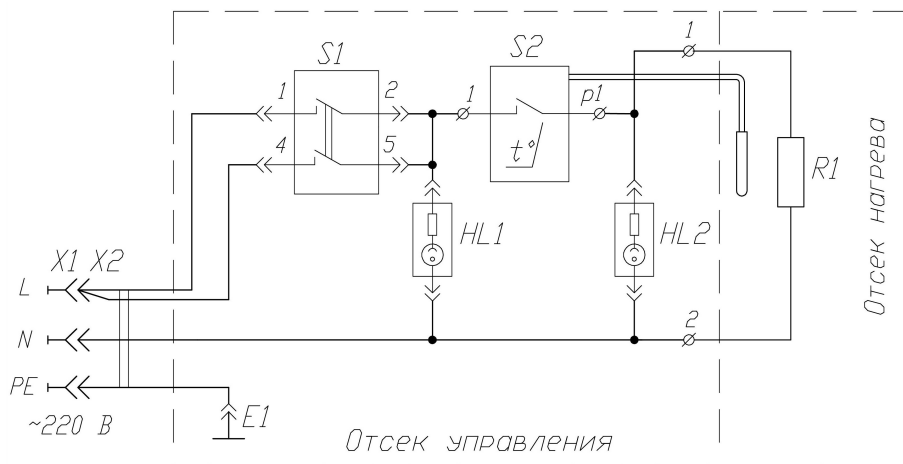 S1
S2
1
1
2
1
p1
4
5
t°
R1
HL1
HL2
X1 X2
L
N
2
PE
E1
~220 В
Отсек управления
Отсек нагрева